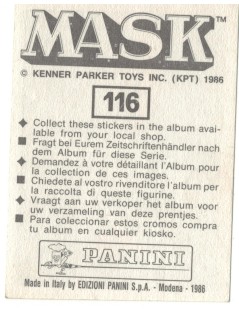 MASK™
© KENNER PARKER TOYS INC. (KPT) 1986
116
◆ Collect these stickers in the album avai-
lable from your local shop.
■ Fragt bei Eurem Zeitschriftenhändler nach
dem Album für diese Serie.
◆ Demandez à votre détaillant l'Album pour
la collection de ces images.
■ Chiedete al vostro rivenditore l'album per
la raccolta di queste figurine.
◆ Vraagt aan uw verkoper het album voor
uw verzameling van deze prentjes.
■ Para coleccionar estos cromos compra
tu album en cualquier kiosko.
PANINI
Made in Italy by EDIZIONI PANINI S.p.A. - Modena - 1986